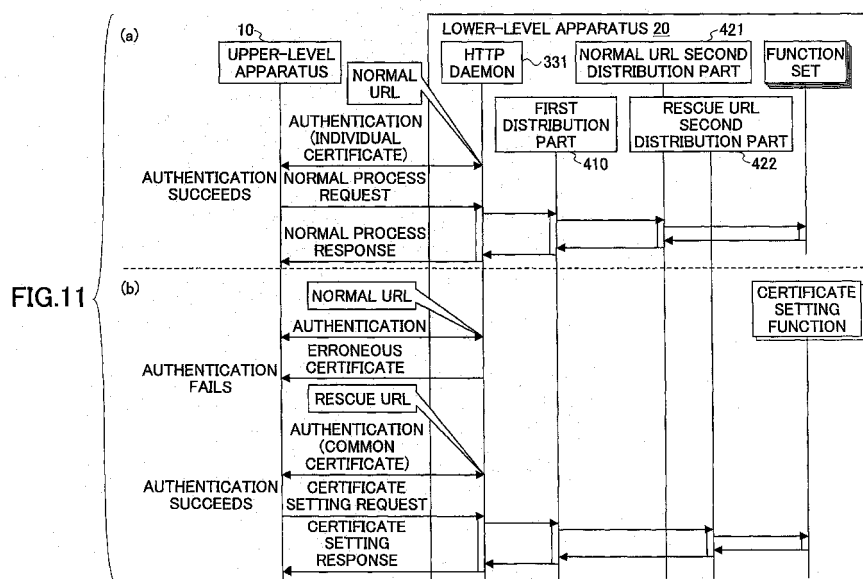 FIG.11
(a)
10
UPPER-LEVEL
APPARATUS
LOWER-LEVEL APPARATUS 20
HTTP
DAEMON
331
421
NORMAL URL SECOND
DISTRIBUTION PART
FUNCTION
SET
NORMAL
URL
FIRST
DISTRIBUTION
PART
410
RESCUE URL
SECOND
DISTRIBUTION PART
422
AUTHENTICATION
(INDIVIDUAL
CERTIFICATE)
AUTHENTICATION
SUCCEEDS
NORMAL PROCESS
REQUEST
NORMAL PROCESS
RESPONSE
(b)
NORMAL URL
CERTIFICATE
SETTING
FUNCTION
AUTHENTICATION
ERRONEOUS
CERTIFICATE
AUTHENTICATION
FAILS
RESCUE URL
AUTHENTICATION
(COMMON
CERTIFICATE)
AUTHENTICATION
SUCCEEDS
CERTIFICATE
SETTING REQUEST
CERTIFICATE
SETTING
RESPONSE